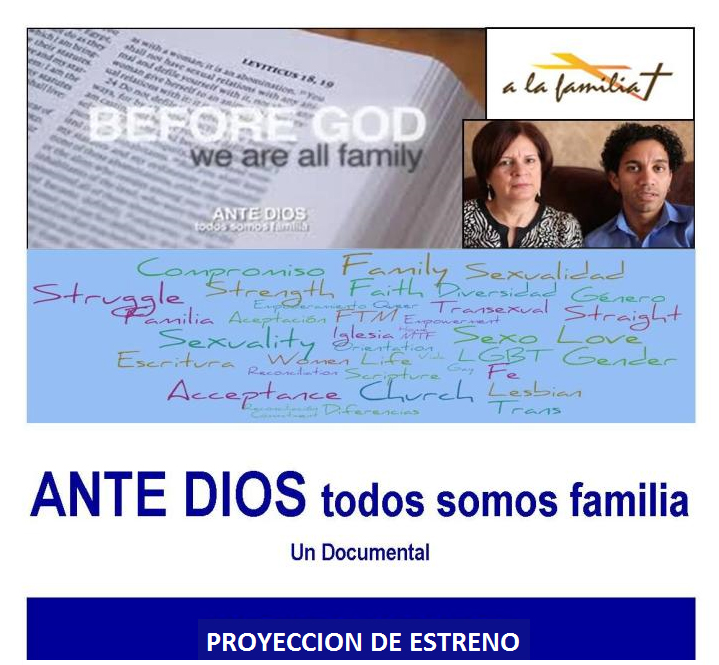 LEVITICUS 18, 19
BEFORE GOD
we are all family
ANTE DIOS
todos somos familia
a la familia
Compromiso Family Sexualidad
Struggle Strength Faith Diversidad Género
Empoderamiento Queer Transexual Straight
Familia Aceptación FTM Empowerment
Sexuality Iglesia MTF Sexo Love
Orientation
Escritura Women Life Vida LGBT Gender
Reconciliation Scripture Gay Fe
Acceptance Church Lesbian
Reconciliación Diferencias Trans
Commitment
ANTE DIOS todos somos familia
Un Documental
PROYECCION DE ESTRENO